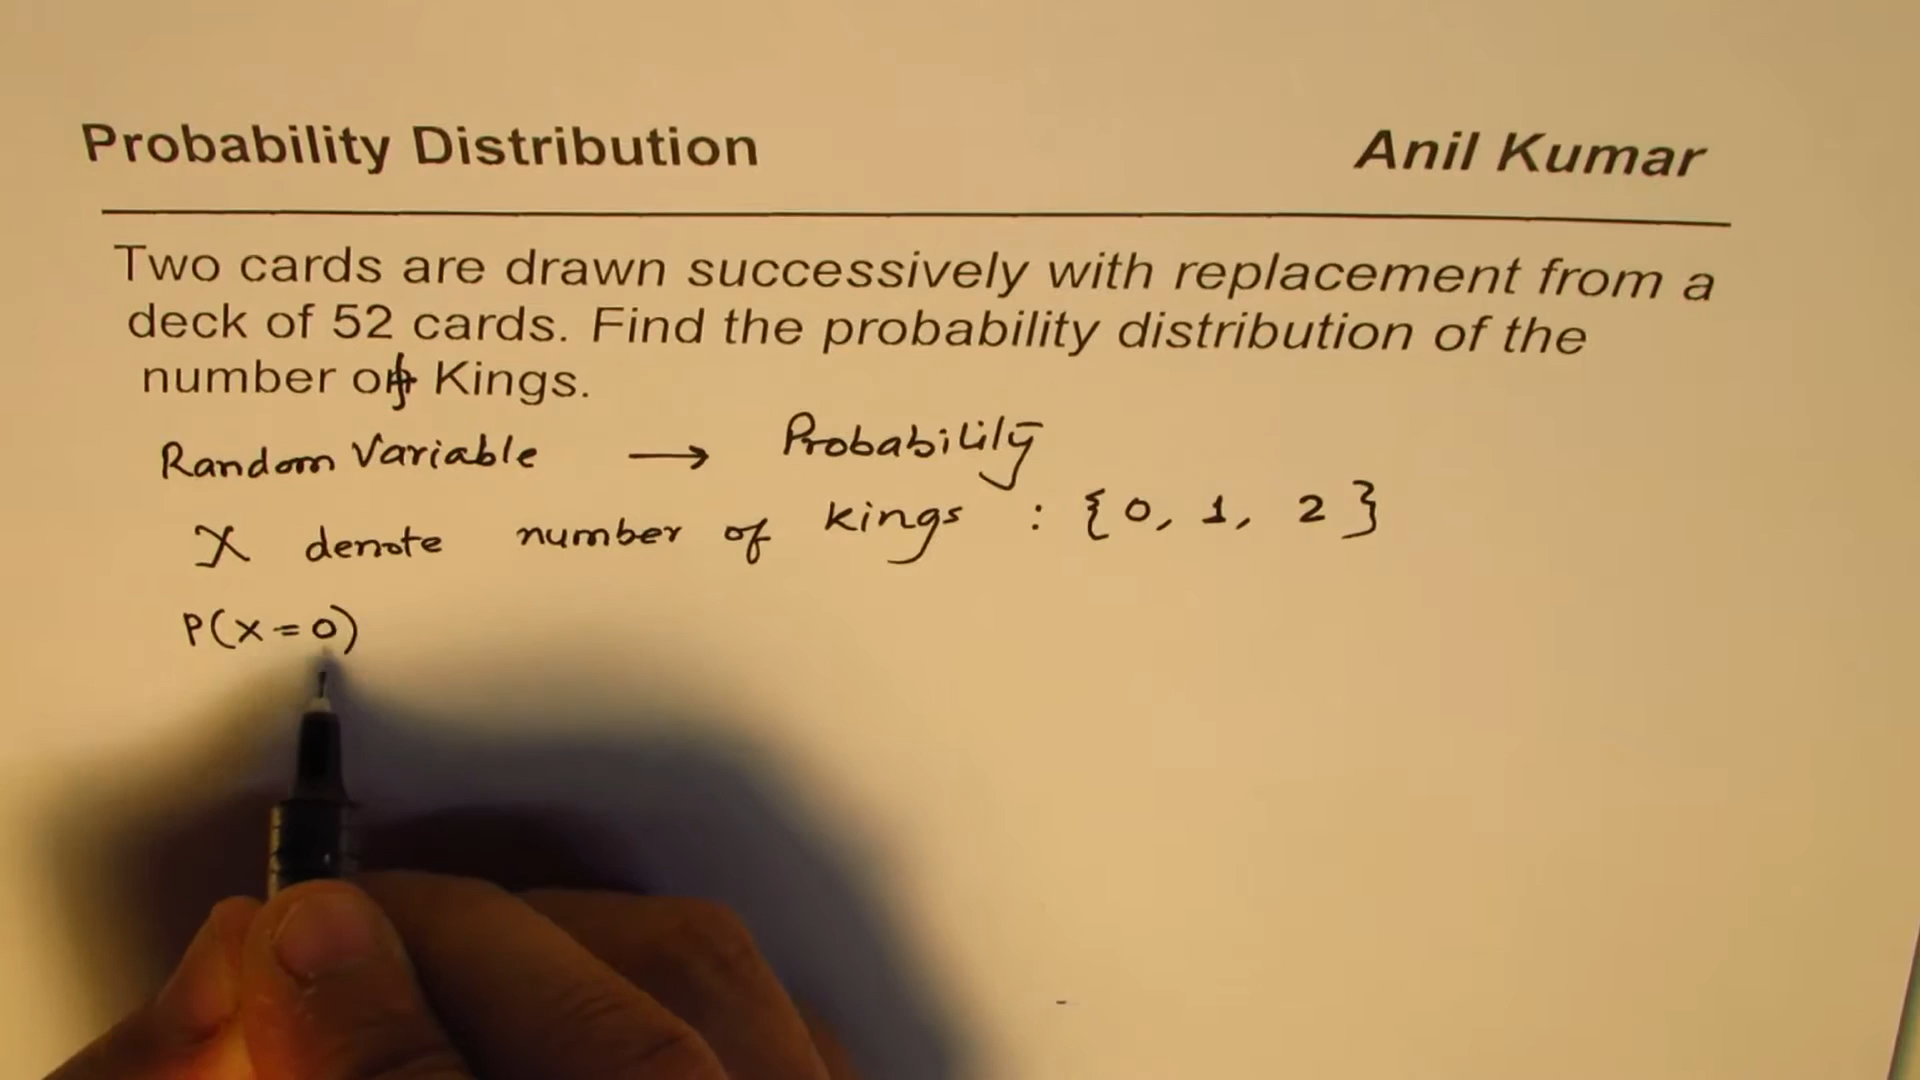 Probability Distribution Anil Kumar
Two cards are drawn successively with replacement from a
deck of 52 cards. Find the probability distribution of the
number of Kings.
Random Variable → Probability
X denote number of kings : {0, 1, 2}
P(x=0)